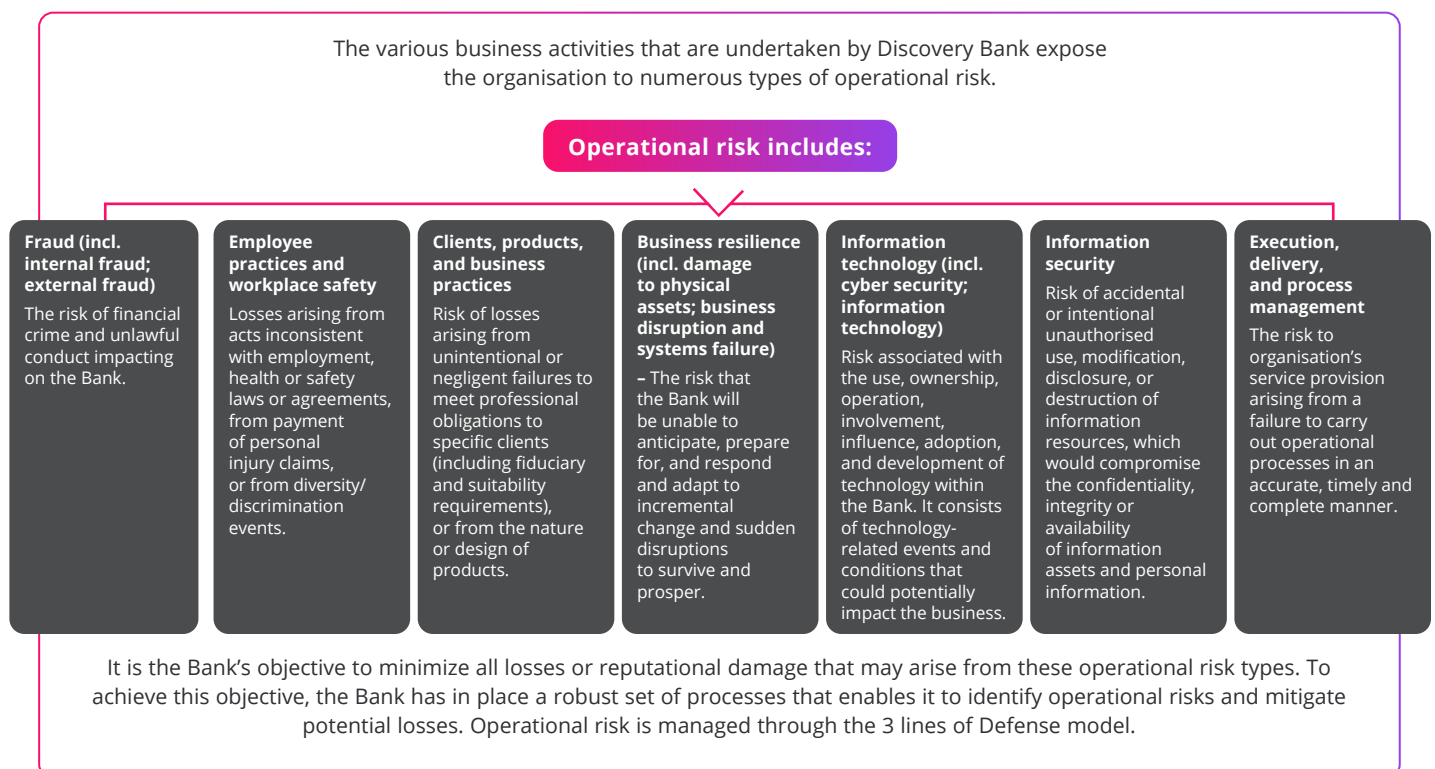 The various business activities that are undertaken by Discovery Bank expose
the organisation to numerous types of operational risk.
Operational risk includes:
Fraud (incl.
internal fraud;
external fraud)
The risk of financial
crime and unlawful
conduct impacting
on the Bank.
Employee
practices and
workplace safety
Losses arising from
acts inconsistent
with employment,
health or safety
laws or agreements,
from payment
of personal
injury claims,
or from diversity/
discrimination
events.
Clients, products,
and business
practices
Risk of losses
arising from
unintentional or
negligent failures to
meet professional
obligations to
specific clients
(including fiduciary
and suitability
requirements),
or from the nature
or design of
products.
Business resilience
(incl. damage
to physical
assets; business
disruption and
systems failure)
– The risk that
the Bank will
be unable to
anticipate, prepare
for, and respond
and adapt to
incremental
change and sudden
disruptions
to survive and
prosper.
Information
technology (incl.
cyber security;
information
technology)
Risk associated with
the use, ownership,
operation,
involvement,
influence, adoption,
and development of
technology within
the Bank. It consists
of technology-
related events and
conditions that
could potentially
impact the business.
Information
security
Risk of accidental
or intentional
unauthorised
use, modification,
disclosure, or
destruction of
information
resources, which
would compromise
the confidentiality,
integrity or
availability
of information
assets and personal
information.
Execution,
delivery,
and process
management
The risk to
organisation’s
service provision
arising from a
failure to carry
out operational
processes in an
accurate, timely and
complete manner.
It is the Bank’s objective to minimize all losses or reputational damage that may arise from these operational risk types. To
achieve this objective, the Bank has in place a robust set of processes that enables it to identify operational risks and mitigate
potential losses. Operational risk is managed through the 3 lines of Defense model.